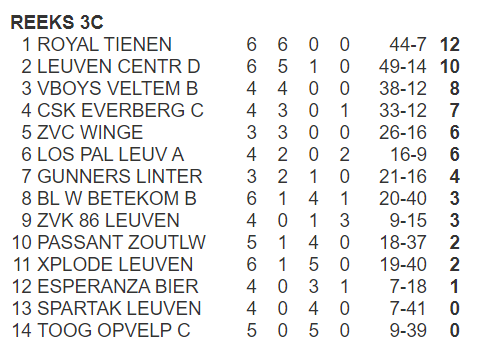 REEKS 3C
1 ROYAL TIENEN 6 6 0 0 44-7 12
2 LEUVEN CENTR D 6 5 1 0 49-14 10
3 VBOYS VELTEM B 4 4 0 0 38-12 8
4 CSK EVERBERG C 4 3 0 1 33-12 7
5 ZVC WINGE 3 3 0 0 26-16 6
6 LOS PAL LEUV A 4 2 0 2 16-9 6
7 GUNNERS LINTER 3 2 1 0 21-16 4
8 BL W BETEKOM B 6 1 4 1 20-40 3
9 ZVK 86 LEUVEN 4 0 1 3 9-15 3
10 PASSANT ZOUTLW 5 1 4 0 18-37 2
11 XPLODE LEUVEN 6 1 5 0 19-40 2
12 ESPERANZA BIER 4 0 3 1 7-18 1
13 SPARTAK LEUVEN 4 0 4 0 7-41 0
14 TOOG OPVELP C 5 0 5 0 9-39 0